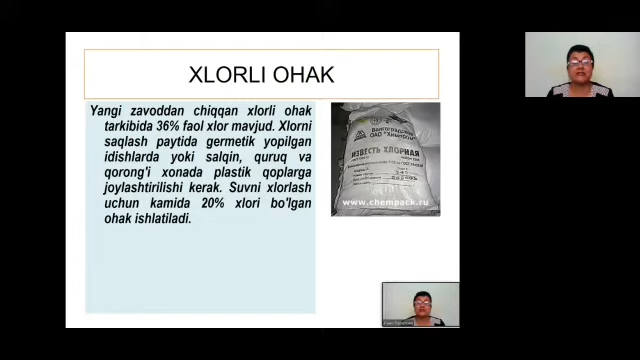 XLORLI OHAK
Yangi zavoddan chiqqan xlorli ohak
tarkibida 36% faol xlor mavjud. Xlorni
saqlash paytida germetik yopilgan
idishlarda yoki salqin, quruq va
qorong'i xonada plastik qoplarga
joylashtirilishi kerak. Suvni xlorlash
uchun kamida 20% xlori bo'lgan
ohak ishlatiladi.
ОАО "Химпром"
ИЗВЕСТЬ ХЛОРНАЯ
www.chempack.ru